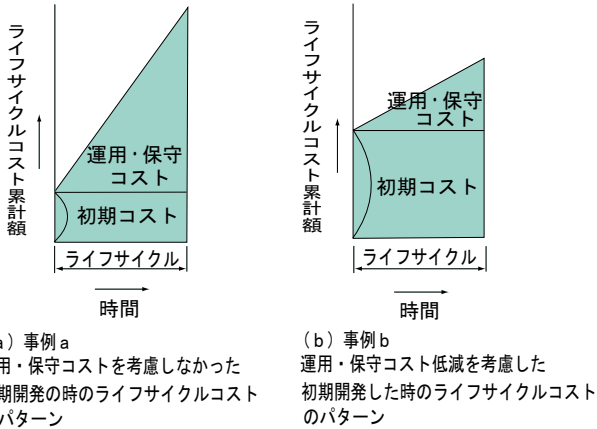 ライフサイクルコスト累計額
運用・保守
コスト
初期コスト
ライフサイクル
時間
a）事例a
用・保守コストを考慮しなかった
期開発の時のライフサイクルコスト
パターン
ライフサイクルコスト累計額
運用・保守
コスト
初期コスト
ライフサイクル
時間
（b）事例b
運用・保守コスト低減を考慮した
初期開発した時のライフサイクルコスト
のパターン